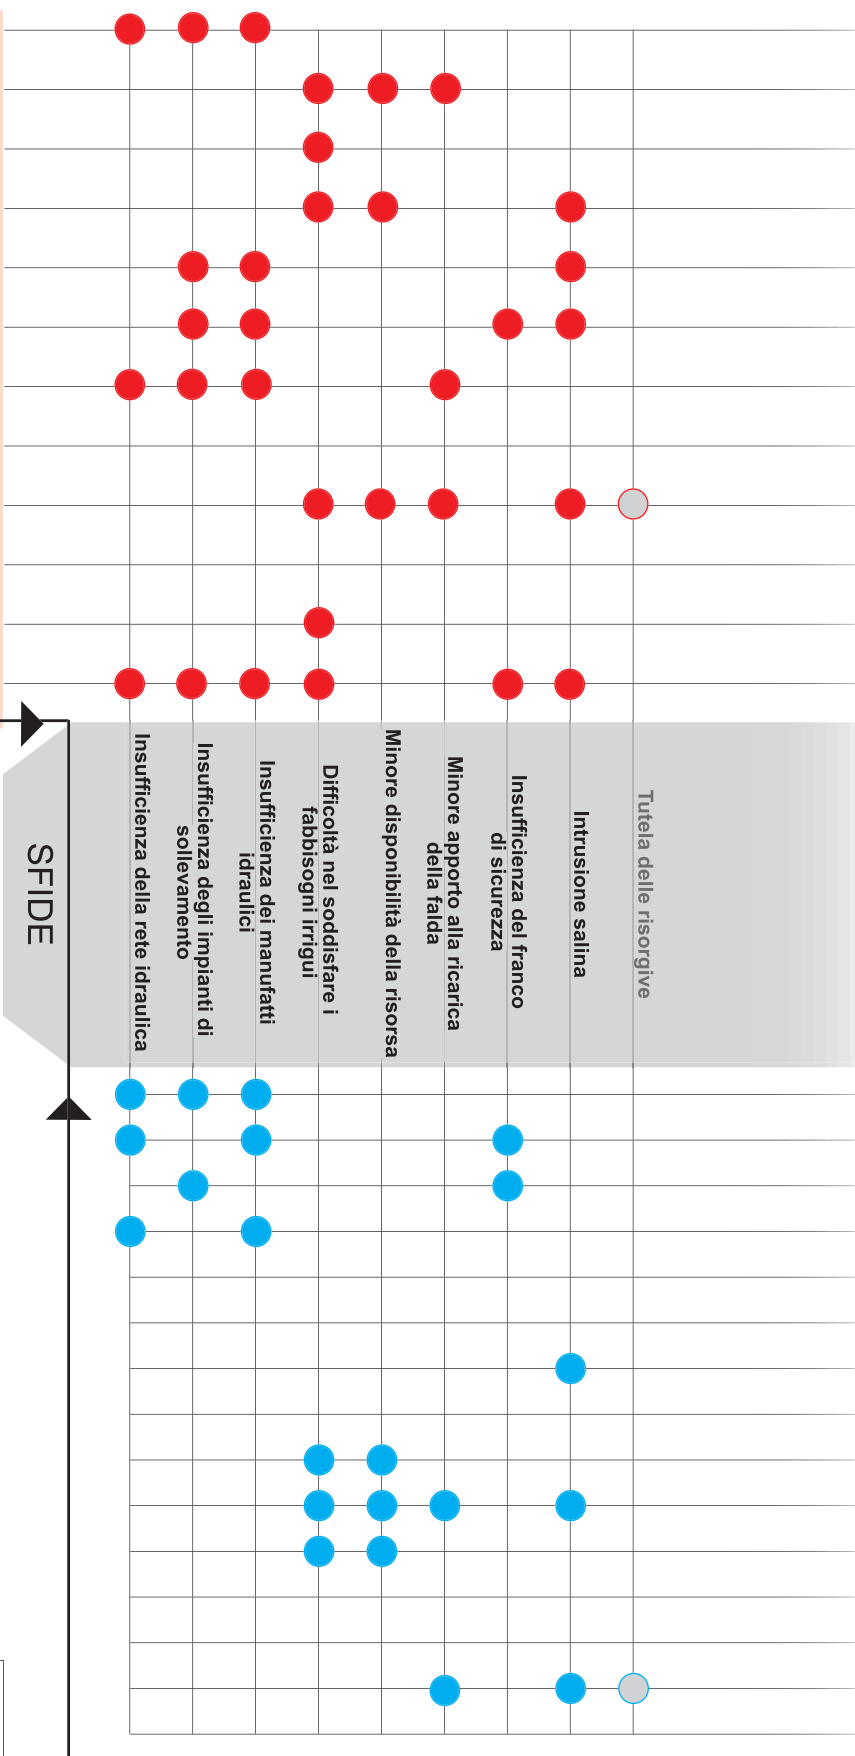 SFIDE
Insufficienza della rete idraulica
Insufficienza degli impianti di
sollevamento
Insufficienza dei manufatti
idraulici
Difficoltà nel soddisfare i
fabbisogni irrigui
Minore disponibilità della risorsa
Minore apporto alla ricarica
della falda
Insufficienza del franco
di sicurezza
Intrusione salina
Tutela delle risorgive